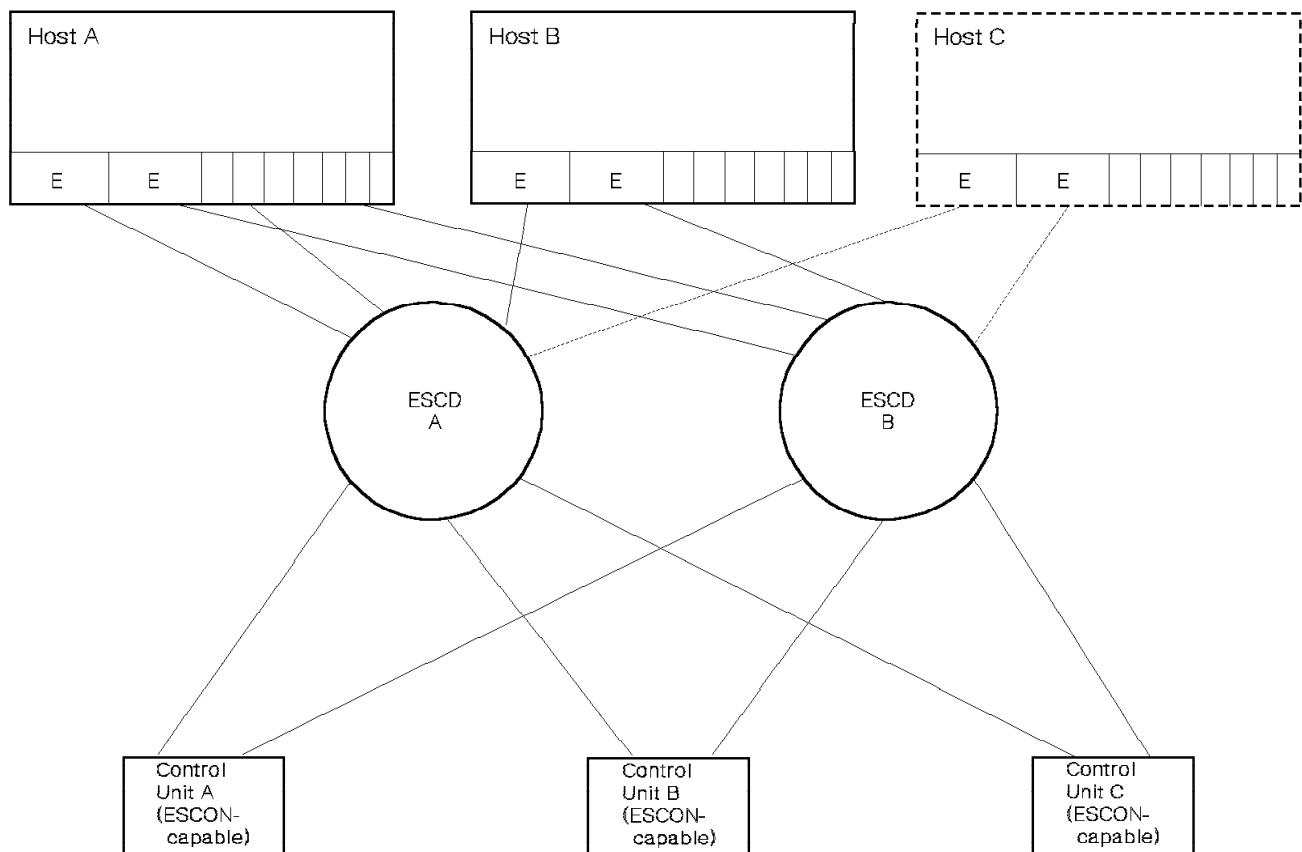 Host A
Host B
Host C
E E
E E
E E
ESCD
A
ESCD
B
Control
Unit A
(ESCON-
capable)
Control
Unit B
(ESCON-
capable)
Control
Unit C
(ESCON-
capable)